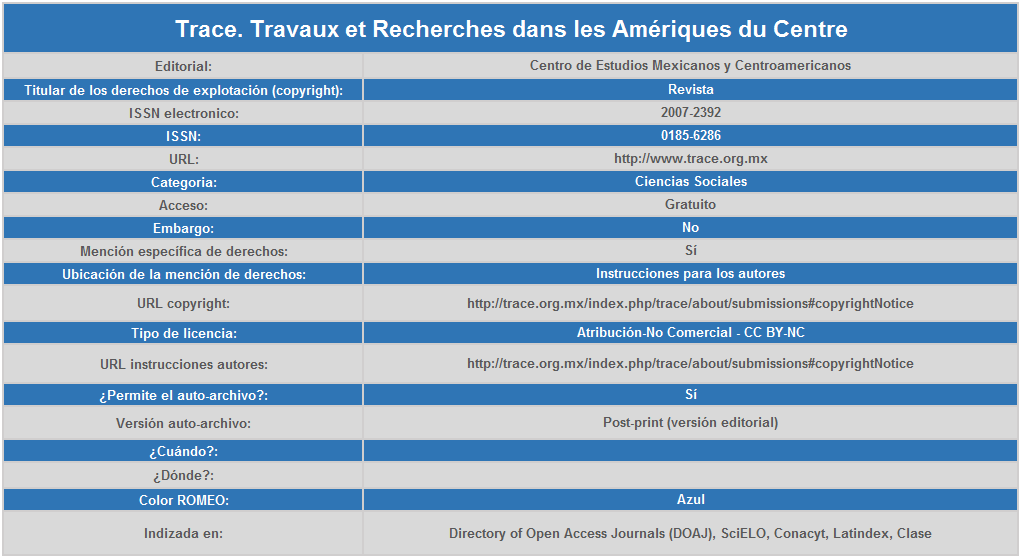 Trace. Travaux et Recherches dans les Amériques du Centre
Editorial: Centro de Estudios Mexicanos y Centroamericanos
Titular de los derechos de explotación (copyright): Revista
ISSN electronico: 2007-2392
ISSN: 0185-6286
URL: http://www.trace.org.mx
Categoria: Ciencias Sociales
Acceso: Gratuito
Embargo: No
Mención específica de derechos: Sí
Ubicación de la mención de derechos: Instrucciones para los autores
URL copyright: http://trace.org.mx/index.php/trace/about/submissions#copyrightNotice
Tipo de licencia: Atribución-No Comercial - CC BY-NC
URL instrucciones autores: http://trace.org.mx/index.php/trace/about/submissions#copyrightNotice
¿Permite el auto-archivo?: Sí
Versión auto-archivo: Post-print (versión editorial)
¿Cuándo?:
¿Dónde?:
Color ROMEO: Azul
Indizada en: Directory of Open Access Journals (DOAJ), SciELO, Conacyt, Latindex, Clase